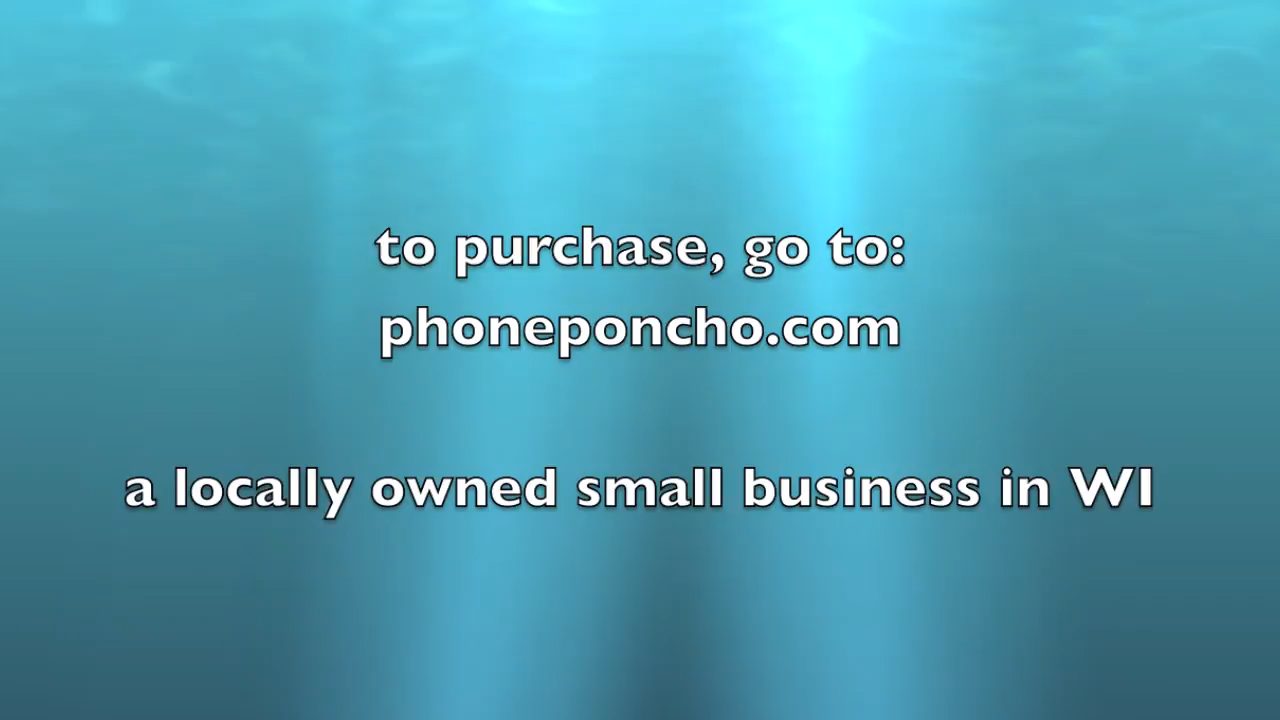 to purchase, go to:
phoneponcho.com
a locally owned small business in WI